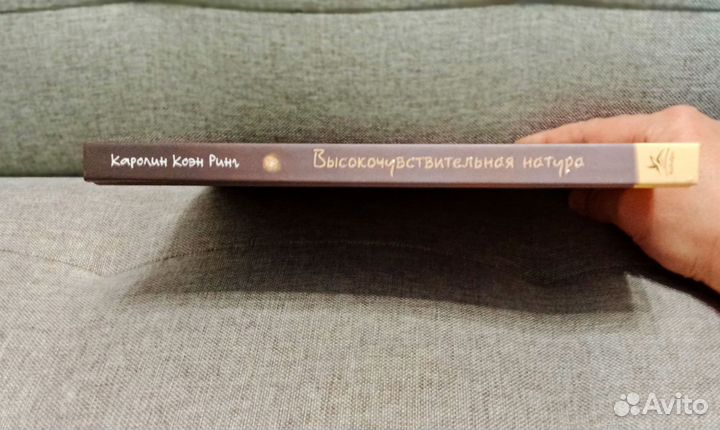 Каролин Коэн Ринг Высокочувствительная натура
Avito